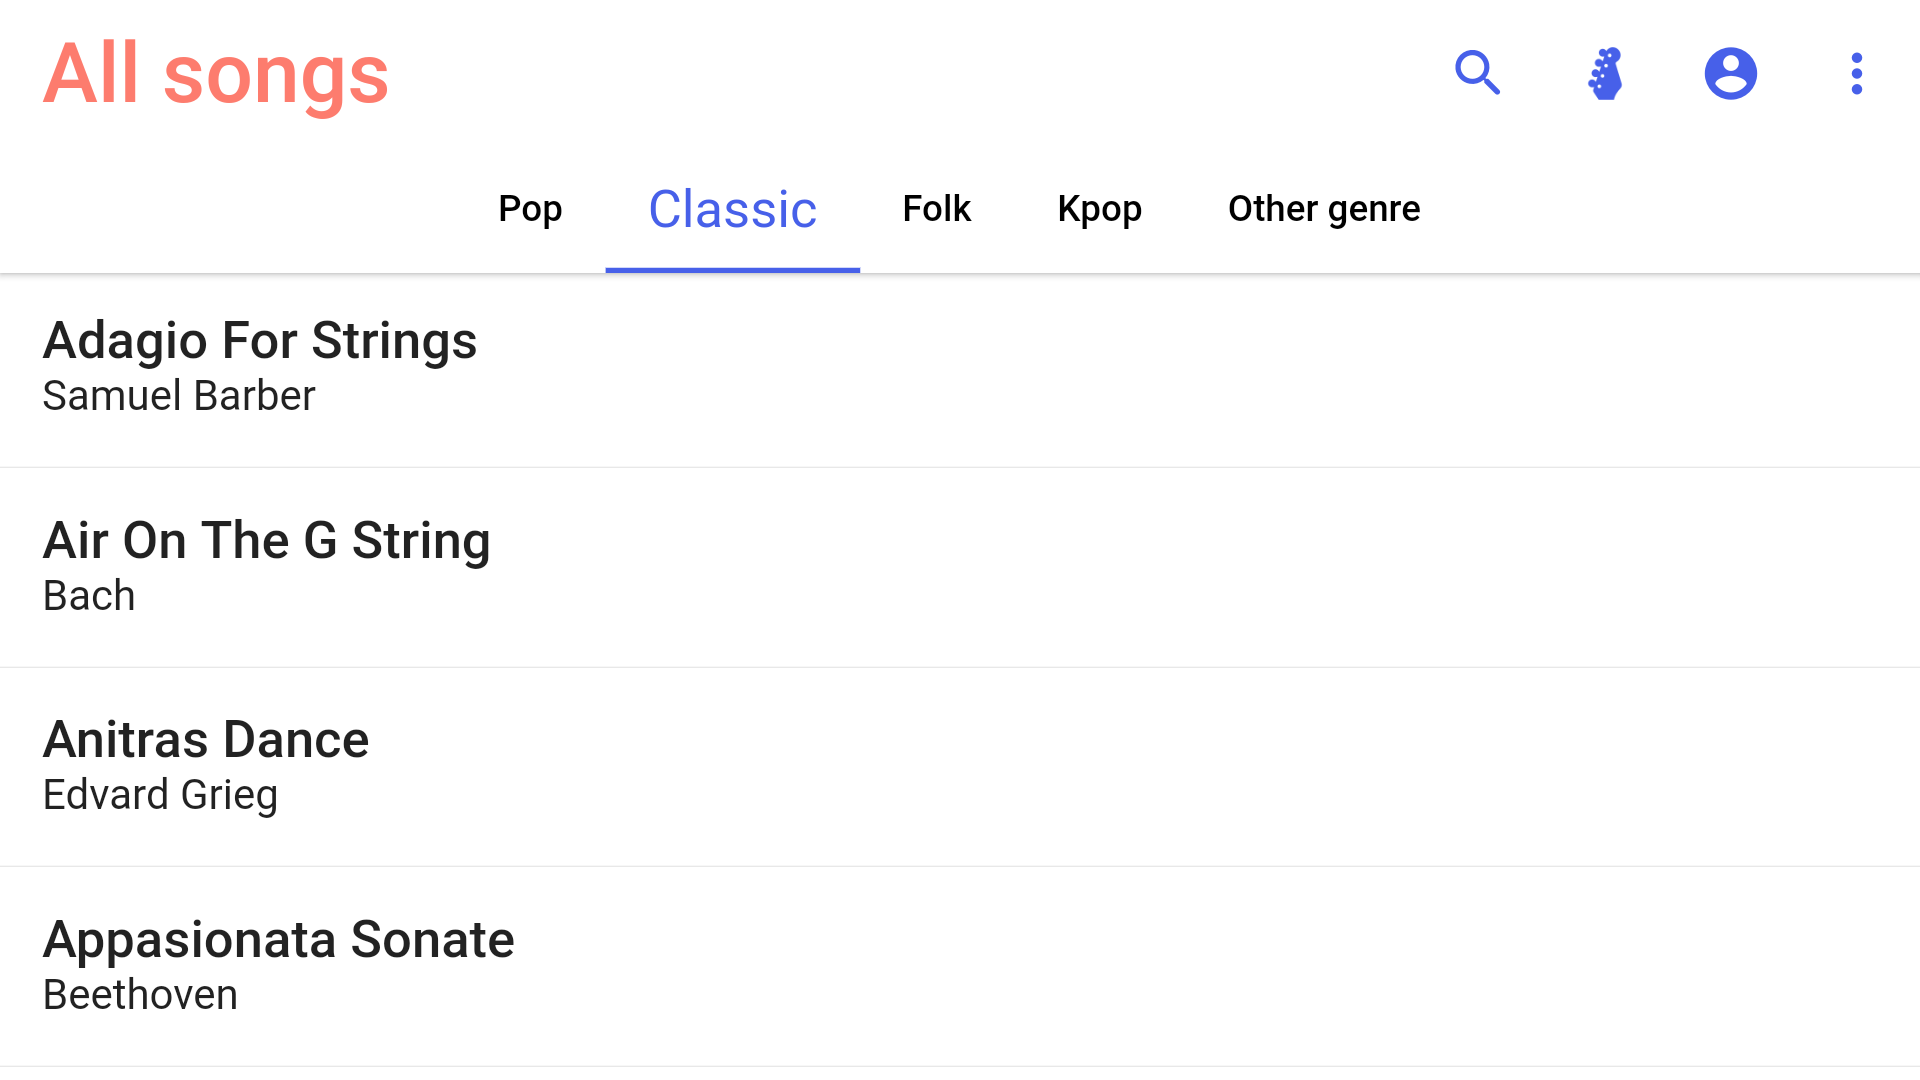 All songs
Pop Classic Folk Kpop Other genre
Adagio For Strings
Samuel Barber
Air On The G String
Bach
Anitras Dance
Edvard Grieg
Appasionata Sonate
Beethoven